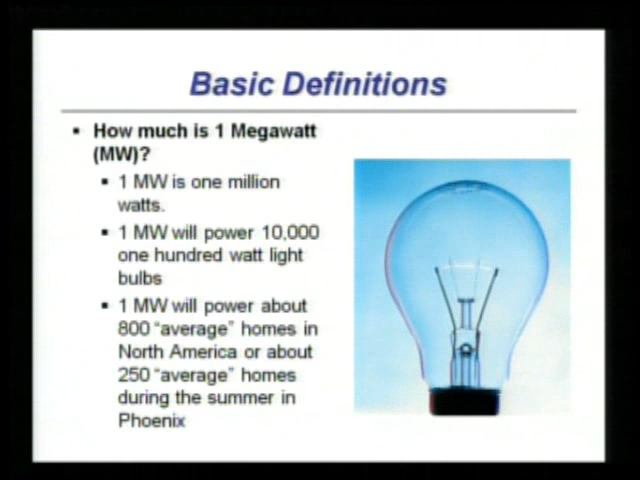 Basic Definitions
▪ How much is 1 Megawatt
(MW)?
▪ 1 MW is one million
watts.
▪ 1 MW will power 10,000
one hundred watt light
bulbs
▪ 1 MW will power about
800 “average” homes in
North America or about
250 “average” homes
during the summer in
Phoenix